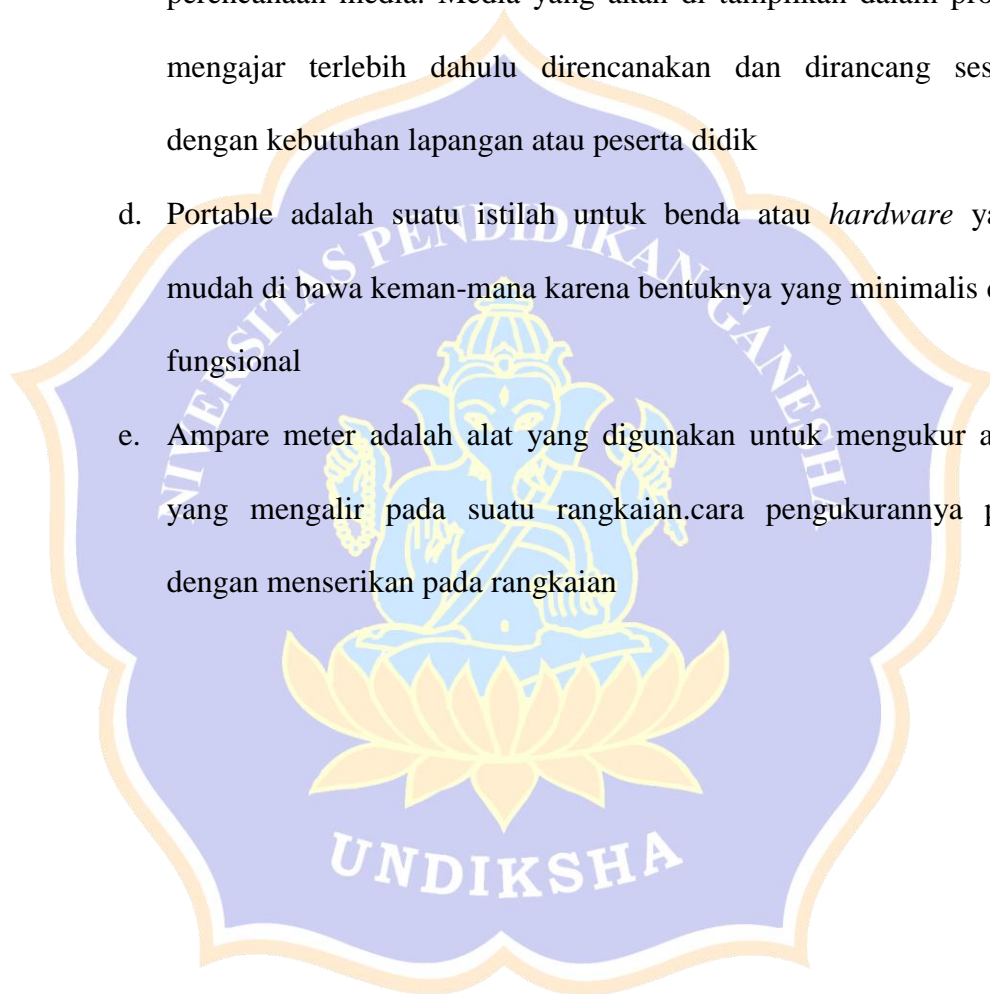 perencanaan media. Media yang akan di tampilkan dalam pro
mengajar terlebih dahulu direncanakan dan dirancang ses
dengan kebutuhan lapangan atau peserta didik
d. Portable adalah suatu istilah untuk benda atau hardware ya
mudah di bawa keman-mana karena bentuknya yang minimalis
fungsional
e. Ampare meter adalah alat yang digunakan untuk mengukur a
yang mengalir pada suatu rangkaian.cara pengukurannya p
dengan menserikan pada rangkaian
NIVERSITAS PENDIDIKAN GANESHA
UNDIKSHA